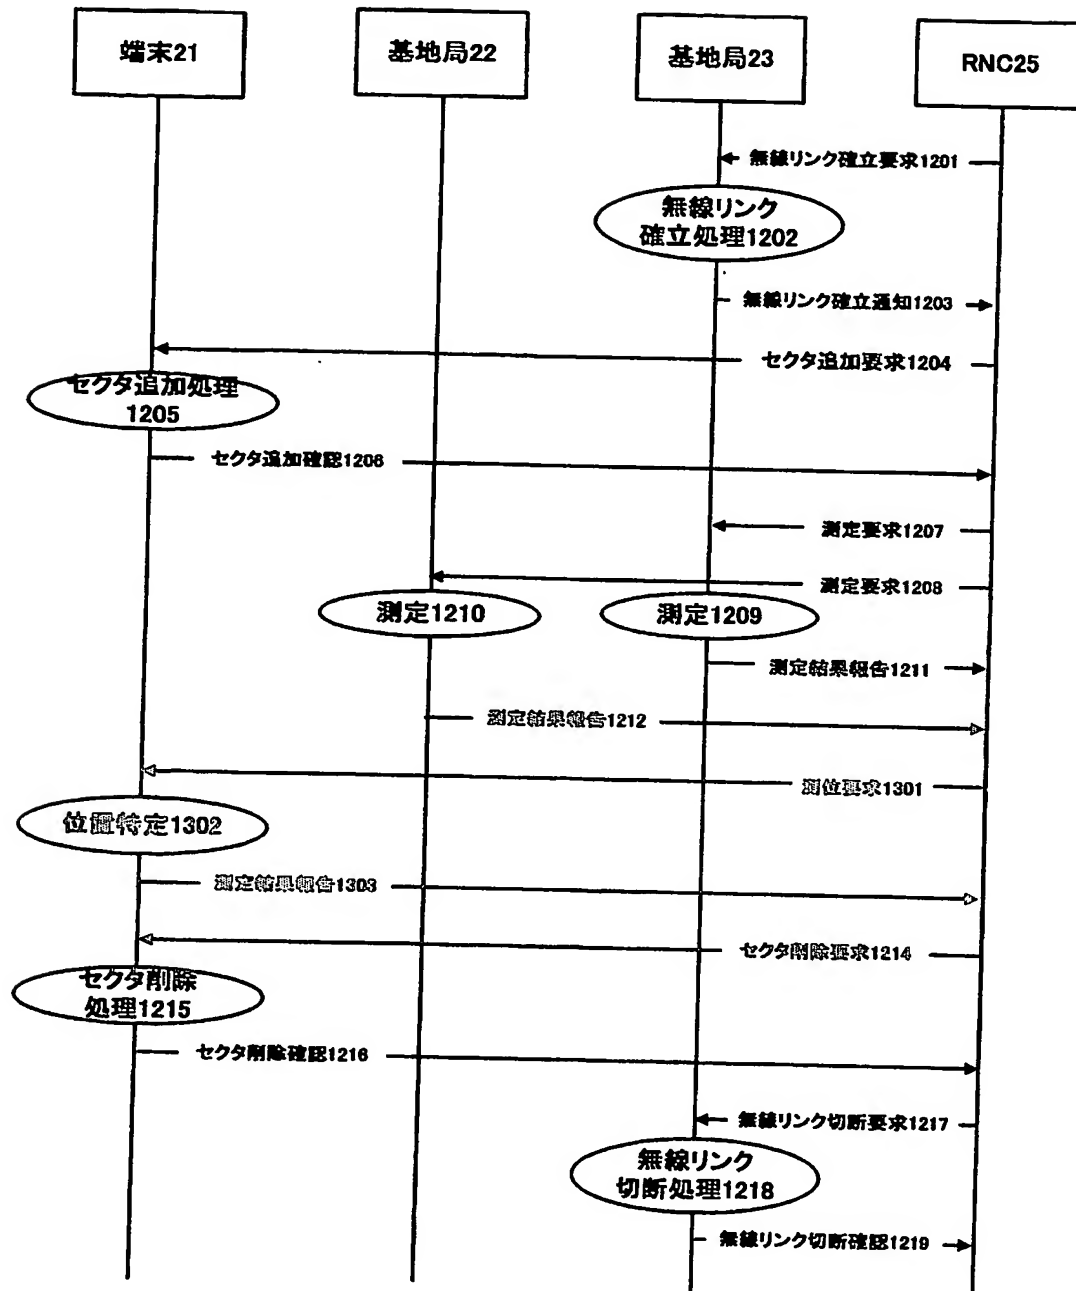 端末21
基地局22
基地局23
RNC25
無線リンク確立要求1201
無線リンク
確立処理1202
無線リンク確立通知1203
セクタ追加要求1204
セクタ追加処理
1205
セクタ追加確認1206
測定要求1207
測定要求1208
測定1210
測定1209
測定結果報告1211
測定結果報告1212
測位要求1301
位置特定1302
測定結果報告1303
セクタ削除要求1214
セクタ削除
処理1215
セクタ削除確認1216
無線リンク切断要求1217
無線リンク
切断処理1218
無線リンク切断確認1219